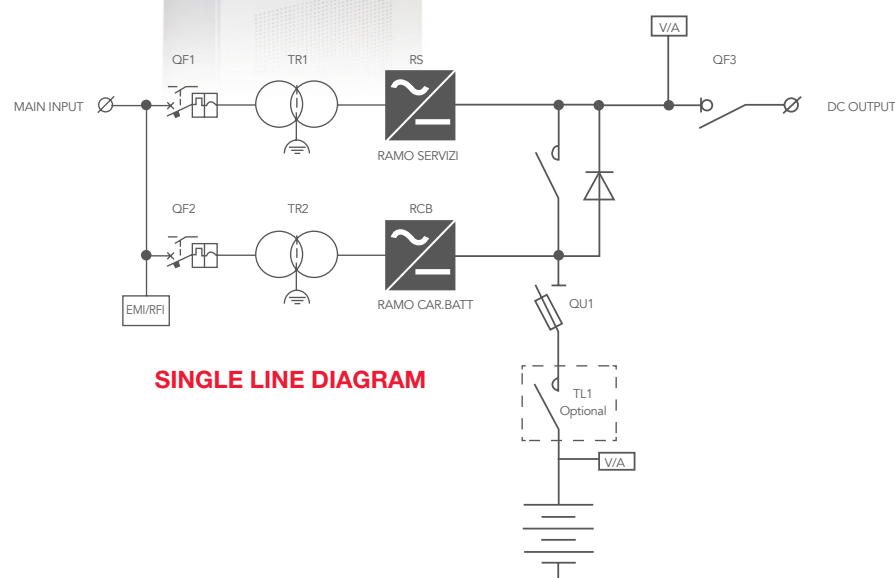 V/A
QF1
TR1
RS
QF3
MAIN INPUT
DC OUTPUT
RAMO SERVIZI
QF2
TR2
RCB
EMI/RFI
RAMO CAR.BATT
QU1
SINGLE LINE DIAGRAM
TL1
Optional
V/A